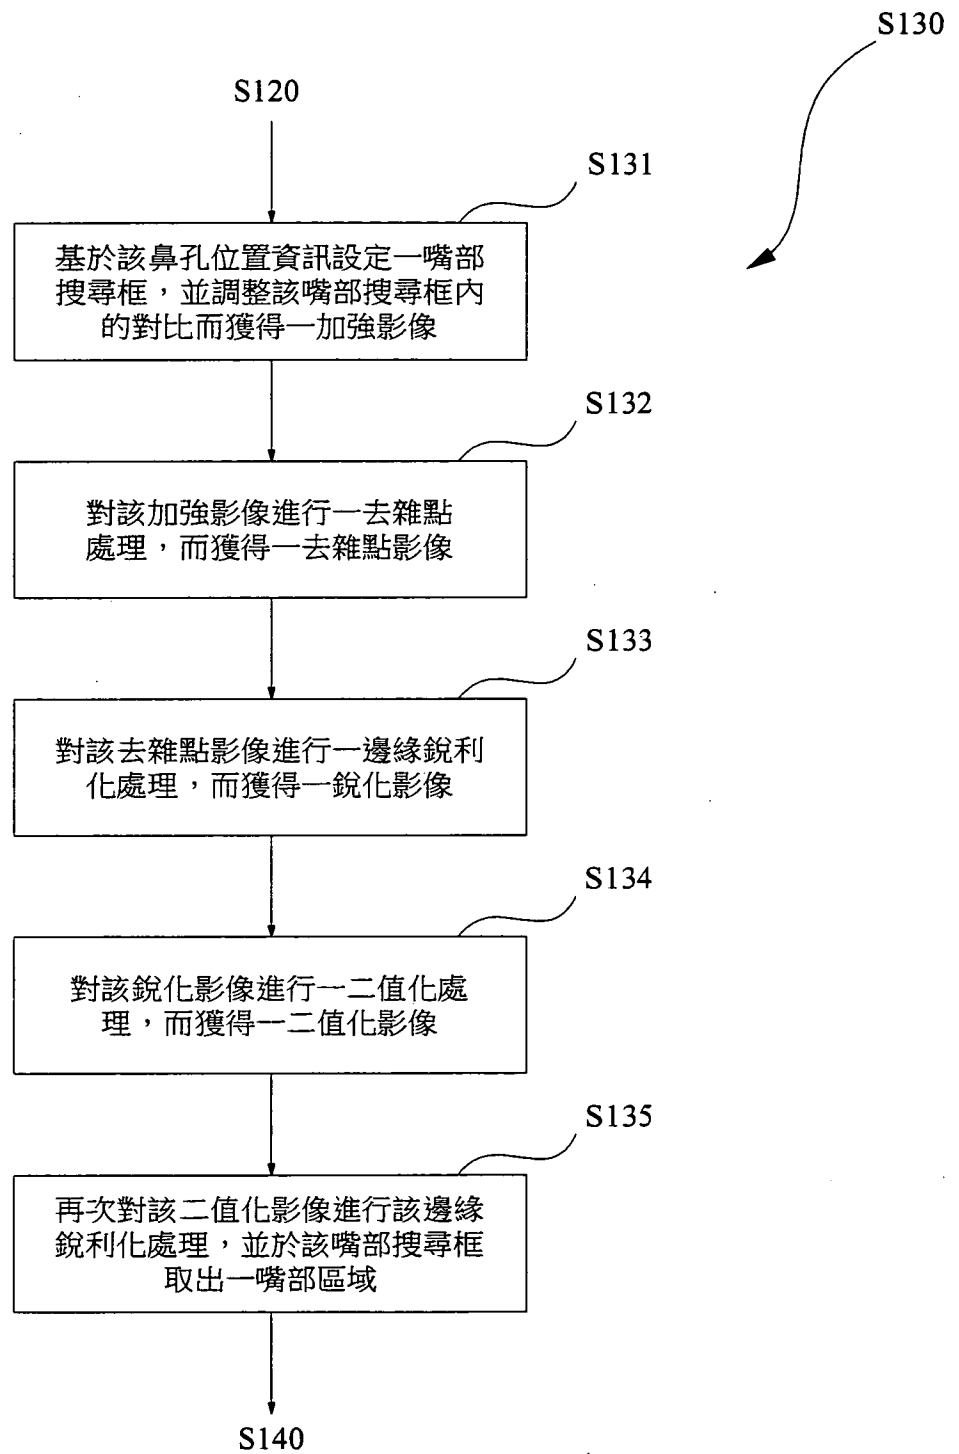 S130
S120
S131
基於該鼻孔位置資訊設定一嘴部
搜尋框，並調整該嘴部搜尋框內
的對比而獲得一加強影像
S132
對該加強影像進行一去雜點
處理，而獲得一去雜點影像
S133
對該去雜點影像進行一邊緣銳利
化處理，而獲得一銳化影像
S134
對該銳化影像進行一二值化處
理，而獲得一二值化影像
S135
再次對該二值化影像進行該邊緣
銳利化處理，並於該嘴部搜尋框
取出一嘴部區域
S140